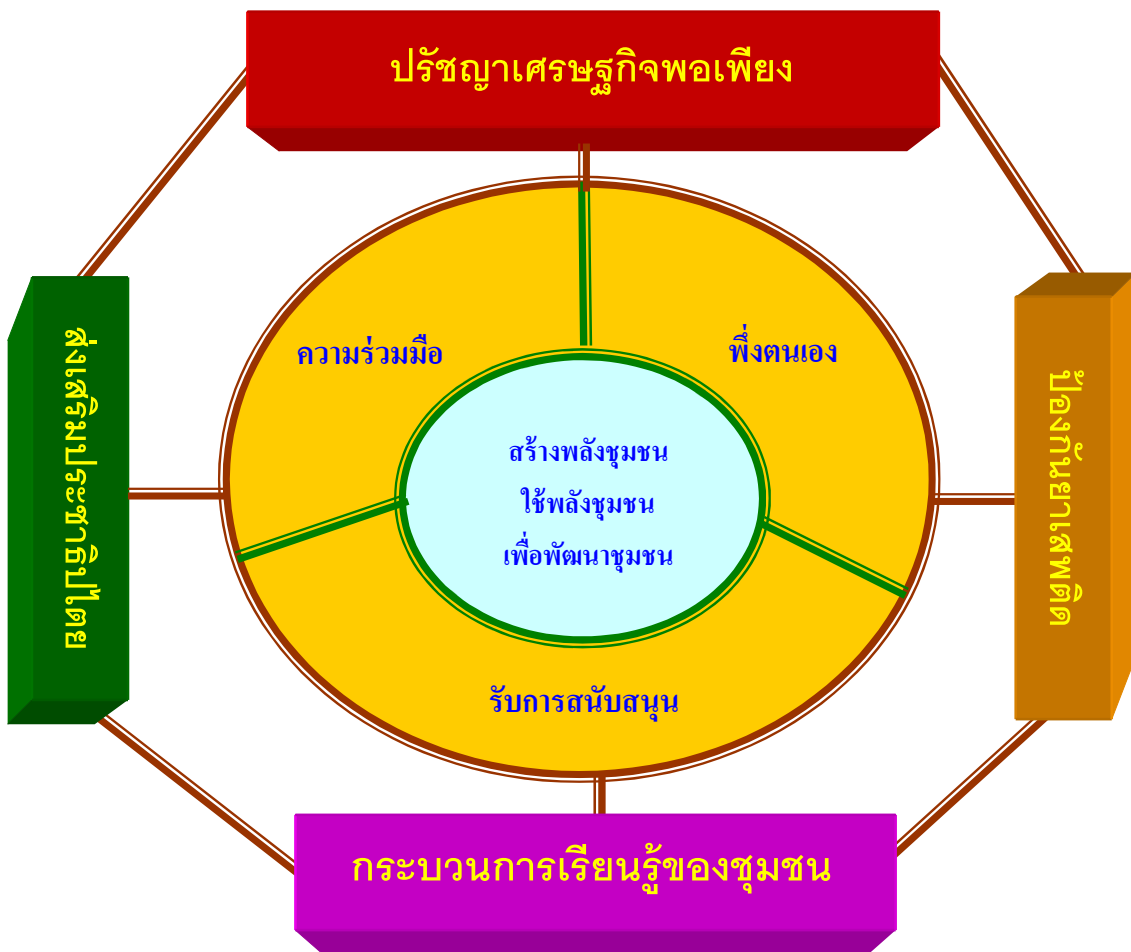 ปรัชญาเศรษฐกิจพอเพียง
ความร่วมมือ
พึ่งตนเอง
ส่งเสริมประชาธิปไตย
สร้างพลังชุมชน
ใช้พลังชุมชน
เพื่อพัฒนาชุมชน
ป้องกันยาเสพติด
รับการสนับสนุน
กระบวนการเรียนรู้ของชุมชน